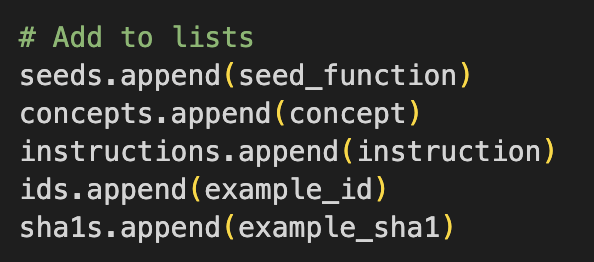 # Add to lists
seeds.append(seed_function)
concepts.append(concept)
instructions.append(instruction)
ids.append(example_id)
sha1s.append(example_sha1)